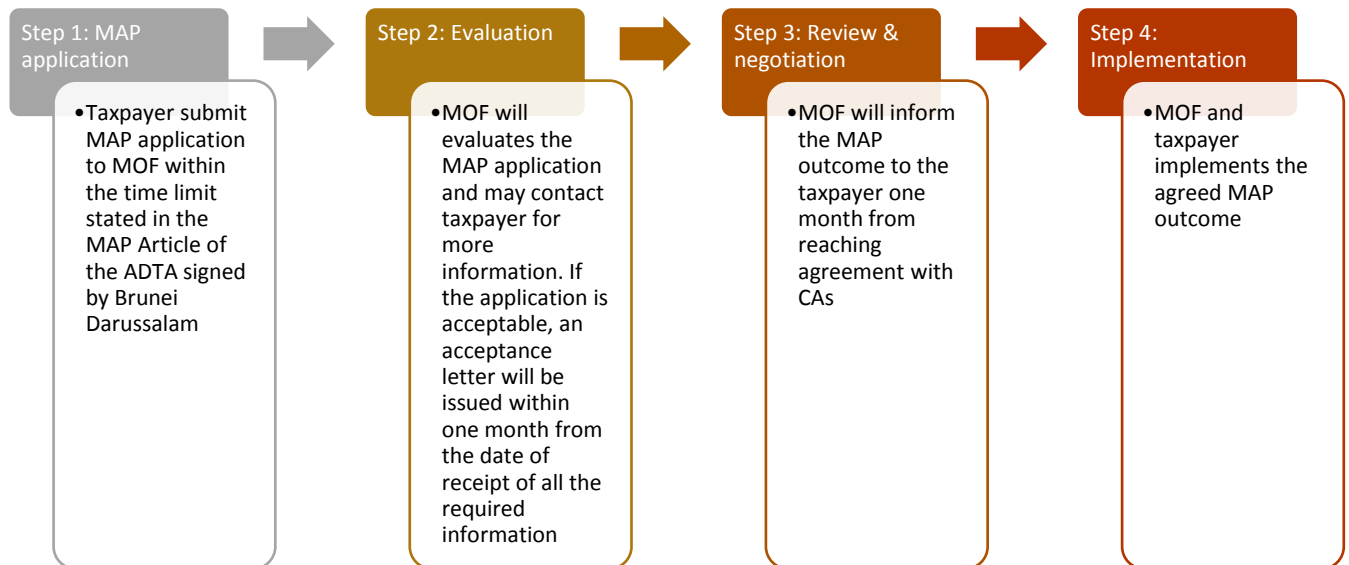 Step 1: MAP
application
•Taxpayer submit
MAP application
to MOF within
the time limit
stated in the
MAP Article of
the ADTA signed
by Brunei
Darussalam
Step 2: Evaluation
•MOF will
evaluates the
MAP application
and may contact
taxpayer for
more
information. If
the application is
acceptable, an
acceptance
letter will be
issued within
one month from
the date of
receipt of all the
required
information
Step 3: Review &
negotiation
•MOF will inform
the MAP
outcome to the
taxpayer one
month from
reaching
agreement with
CAs
Step 4:
Implementation
•MOF and
taxpayer
implements the
agreed MAP
outcome